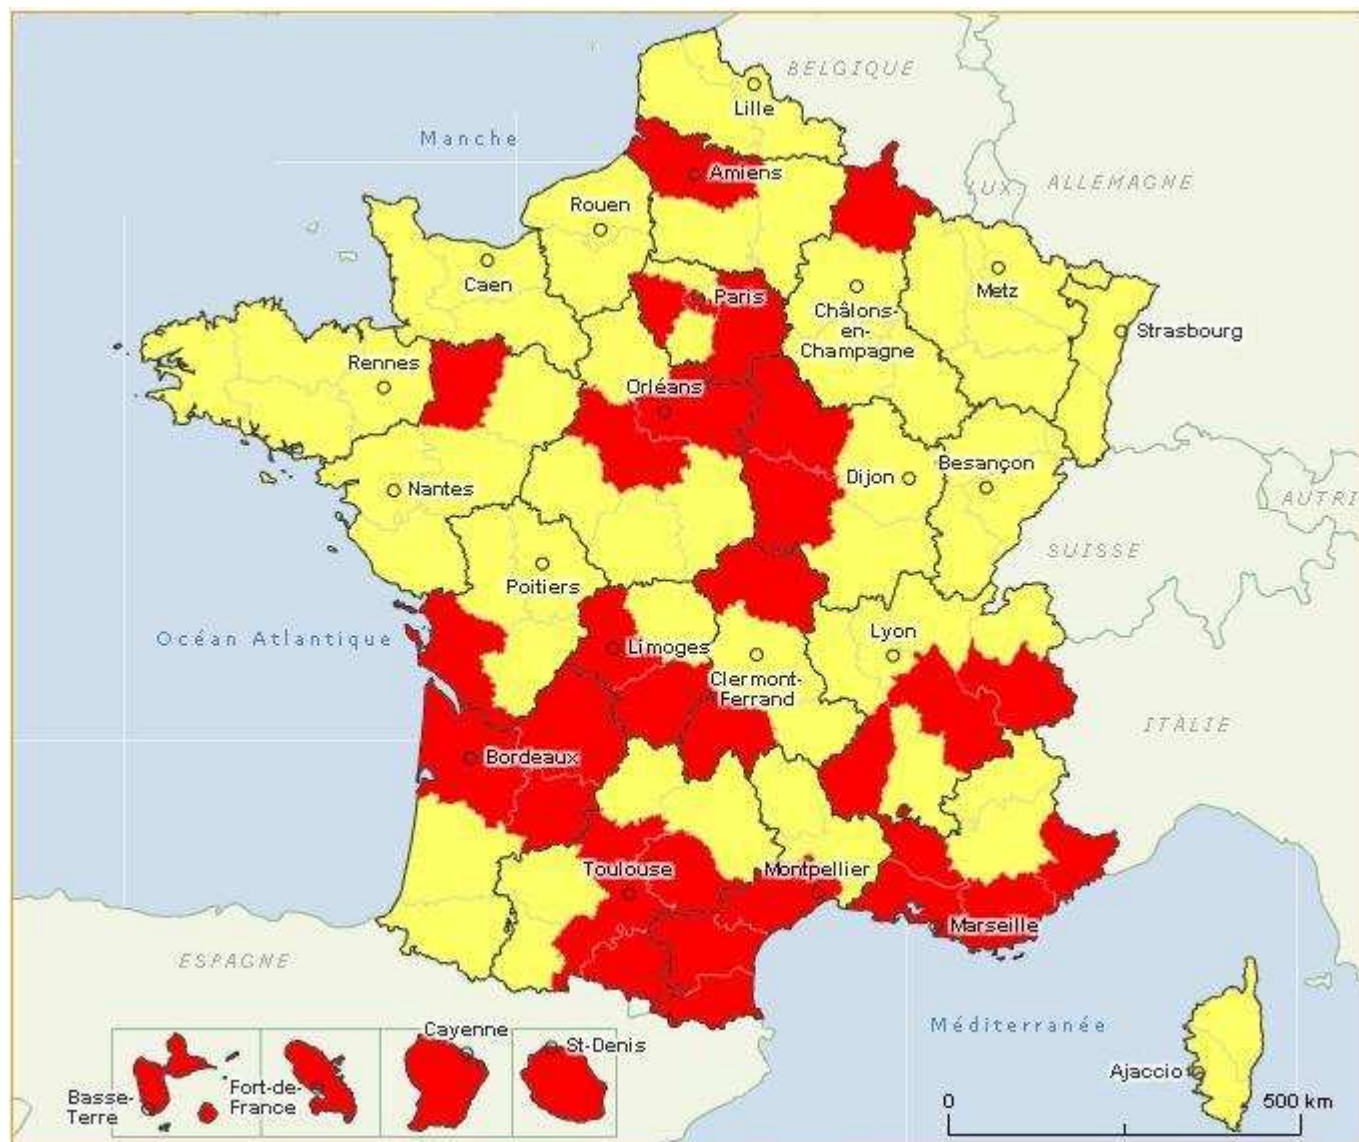 BELGIQUE
Lille
Manche
Amiens
LUX
ALLEMAGNE
Rouen
Caen
Paris
Metz
Châlons-
en-
Champagne
Strasbourg
Rennes
Orléans
Nantes
Dijon
Besançon
AUTRI
SUISSE
Poitiers
Océan Atlantique
Limoges
Lyon
Clermont-
Ferrand
ITALIE
Bordeaux
Toulouse
Montpellier
Marseille
ESPAGNE
Méditerranée
Cayenne
St-Denis
Basse-
Terre
Fort-de-
France
Ajaccio
0
500 km